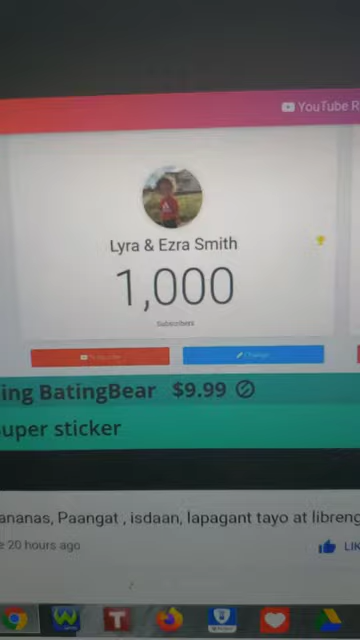 YouTube R
Lyra & Ezra Smith
1,000
Subscribers
ing BatingBear $9.99
uper sticker
ananas, Paangat , isdaan, lapagant tayo at libreng
e 20 hours ago
LIK